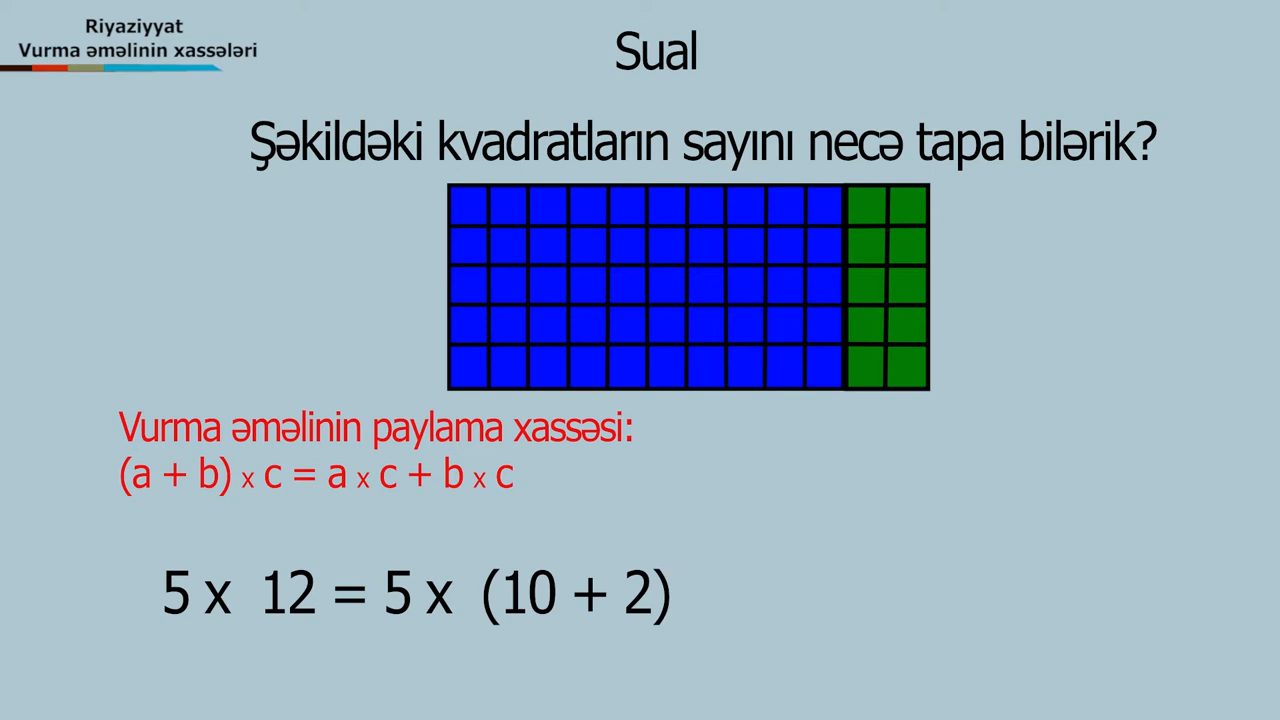 Riyaziyyat
Vurma əməlinin xassələri
Sual
Şəkildəki kvadratların sayını necə tapa bilərik?
Vurma əməlinin paylama xassəsi:
(a + b) x c = a x c + b x c
5 x 12 = 5 x (10 + 2)